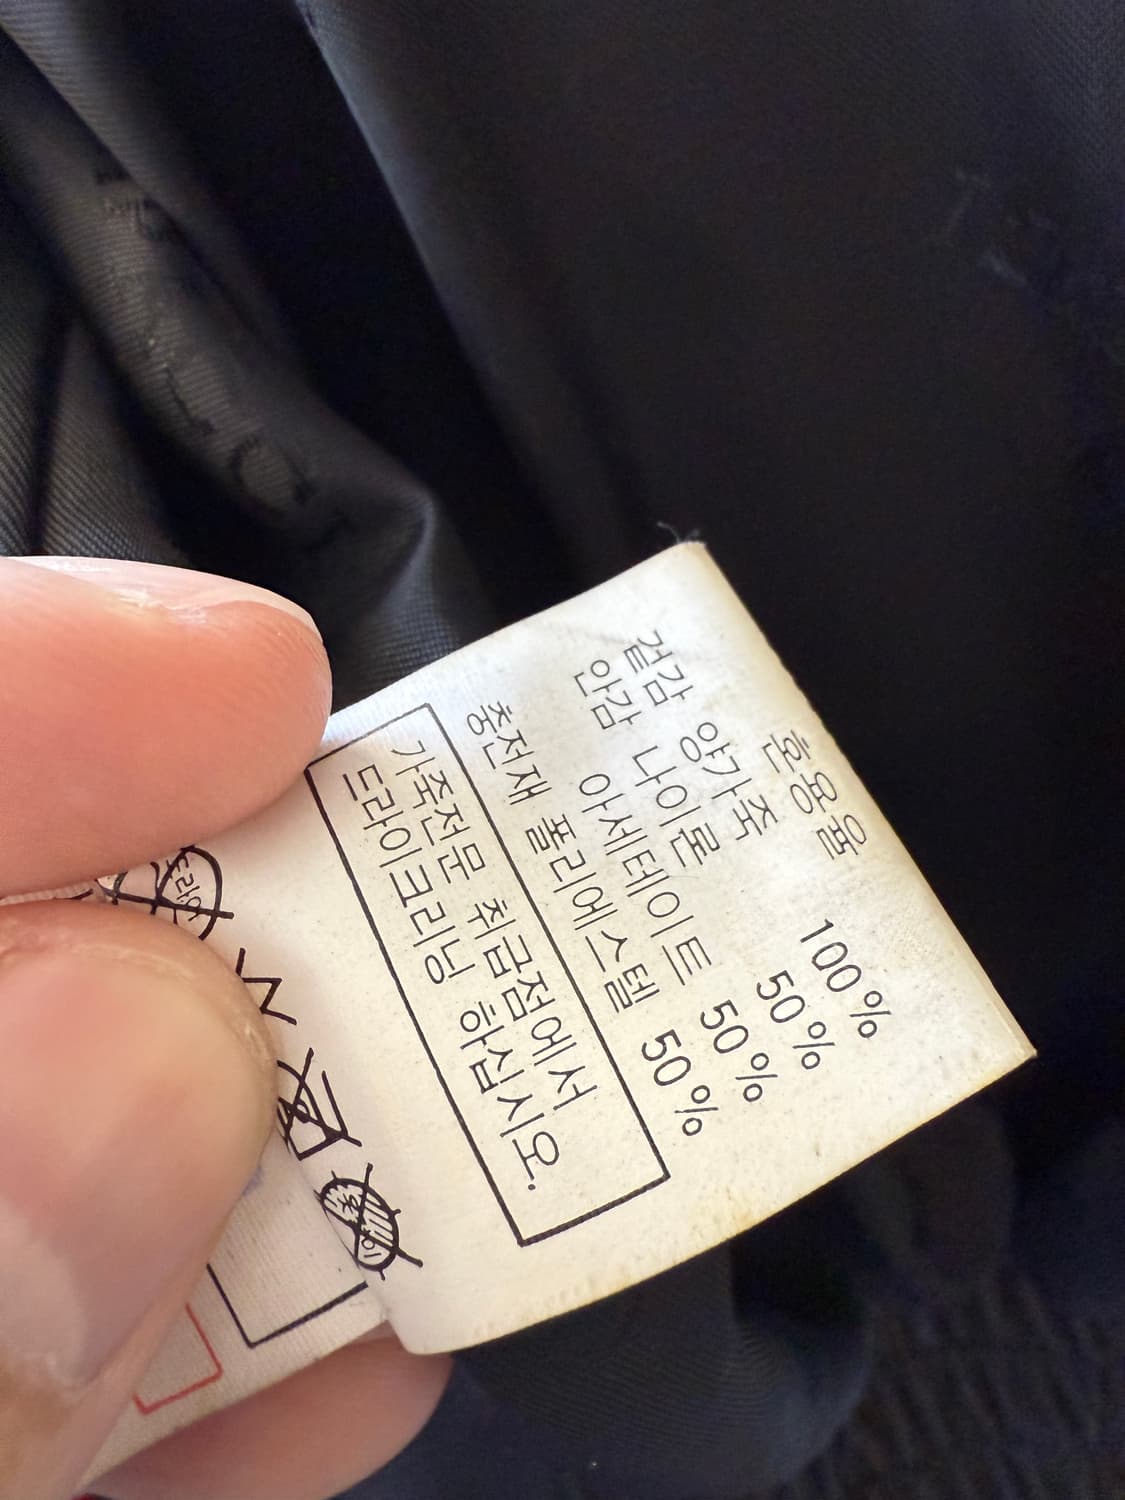 혼용율
겉감 양가죽 100%
안감 나이론 50%
아세테이트 50%
충전재 폴리에스텔 50%
가죽전문 취급점에서
드라이크리닝 하십시오.